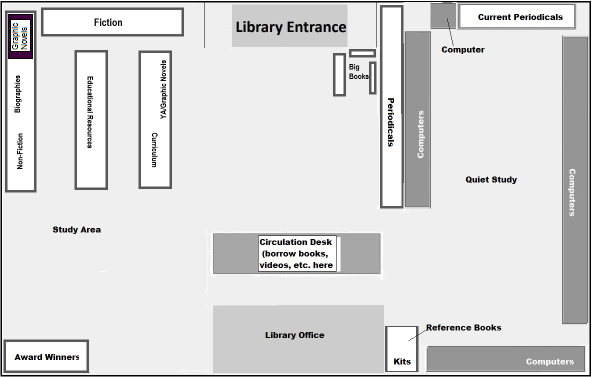 Graphic
Novels
Fiction
Library Entrance
Current Periodicals
Computer
Big
Books
Biographies
Non-Fiction
Educational Resources
YA/Graphic Novels
Curriculum
Periodicals
Computers
Quiet Study
Computers
Study Area
Circulation Desk
(borrow books,
videos, etc. here
Library Office
Reference Books
Award Winners
Kits
Computers